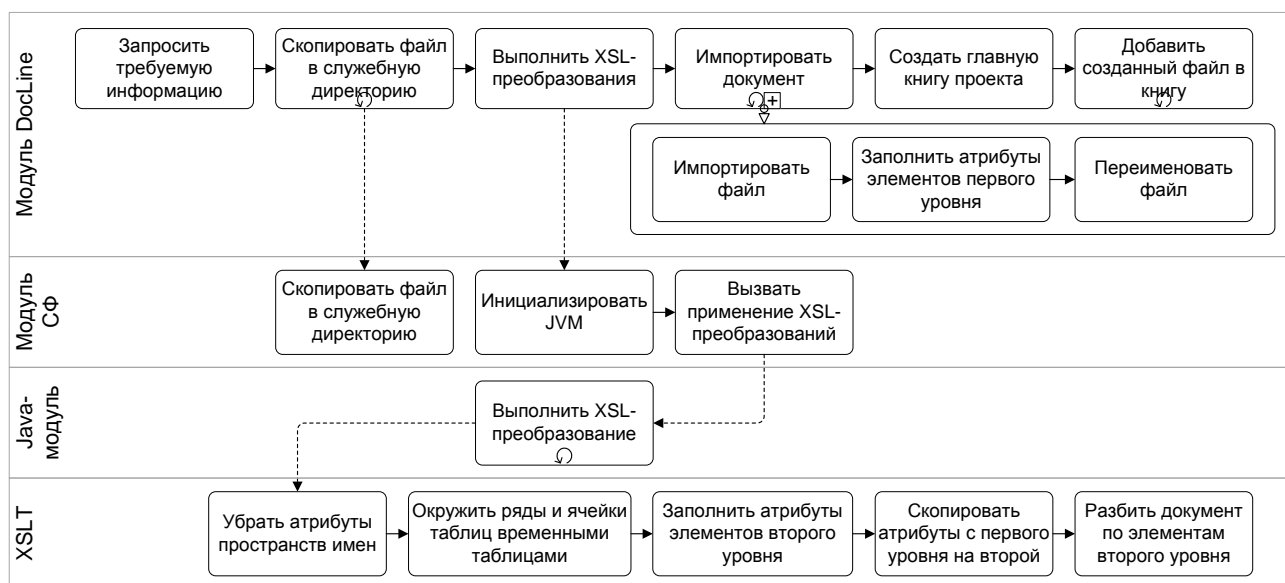 Модуль DocLine
Запросить
требуемую
информацию
Скопировать файл
в служебную
директорию
Выполнить XSL-
преобразования
Импортировать
документ
Создать главную
книгу проекта
Добавить
созданный файл в
книгу
Импортировать
файл
Заполнить атрибуты
элементов первого
уровня
Переименовать
файл
Модуль
СФ
Скопировать файл
в служебную
директорию
Инициализировать
JVM
Вызвать
применение XSL-
преобразований
Java-
модуль
Выполнить XSL-
преобразование
XSLT
Убрать атрибуты
пространств имен
Окружить ряды и ячейки
таблиц временными
таблицами
Заполнить атрибуты
элементов второго
уровня
Скопировать
атрибуты с первого
уровня на второй
Разбить документ
по элементам
второго уровня